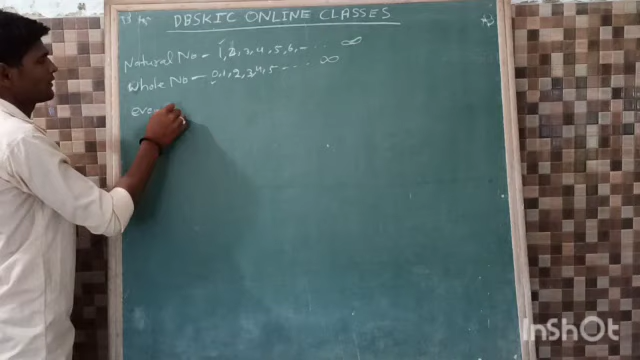 DBSKIC ONLINE CLASSES
Natural No – 1, 2, 3, 4, 5, 6, – ... ∞
Whole No – 0, 1, 2, 3, 4, 5 – ... ∞
eve
InShOt